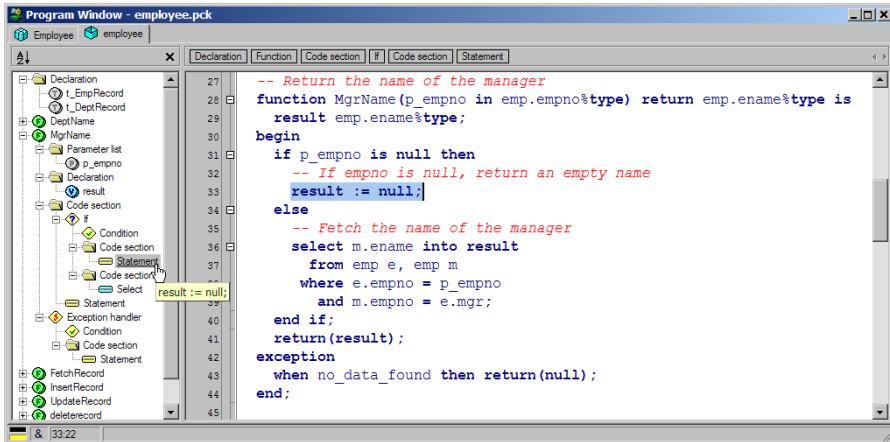 Program Window - employee.pck
Employee employee
Declaration Function Code section If Code section Statement
Declaration
t_EmpRecord
t_DeptRecord
DeptName
MgrName
Parameter list
p_empno
Declaration
result
Code section
If
Condition
Code section
Statement
Code section
Select
Statement
Exception handler
Condition
Code section
Statement
FetchRecord
InsertRecord
UpdateRecord
deleterecord
result := null;
27 -- Return the name of the manager
28 function MgrName(p_empno in emp.empno%type) return emp.ename%type is
29 result emp.ename%type;
30 begin
31 if p_empno is null then
32 -- If empno is null, return an empty name
33 result := null;
34 else
35 -- Fetch the name of the manager
36 select m.ename into result
37 from emp e, emp m
where e.empno = p_empno
39 and m.empno = e.mgr;
40 end if;
41 return(result);
42 exception
43 when no_data_found then return(null);
44 end;
45
& 33:22